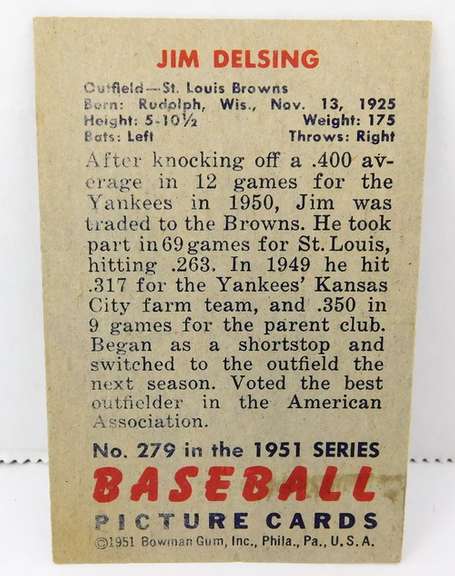 JIM DELSING
Outfield—St. Louis Browns
Born: Rudolph, Wis., Nov. 13, 1925
Height: 5-10½ Weight: 175
Bats: Left Throws: Right
After knocking off a .400 av-
erage in 12 games for the
Yankees in 1950, Jim was
traded to the Browns. He took
part in 69 games for St. Louis,
hitting .263. In 1949 he hit
.317 for the Yankees' Kansas
City farm team, and .350 in
9 games for the parent club.
Began as a shortstop and
switched to the outfield the
next season. Voted the best
outfielder in the American
Association.
No. 279 in the 1951 SERIES
BASEBALL
PICTURE CARDS
©1951 Bowman Gum, Inc., Phila., Pa., U.S.A.